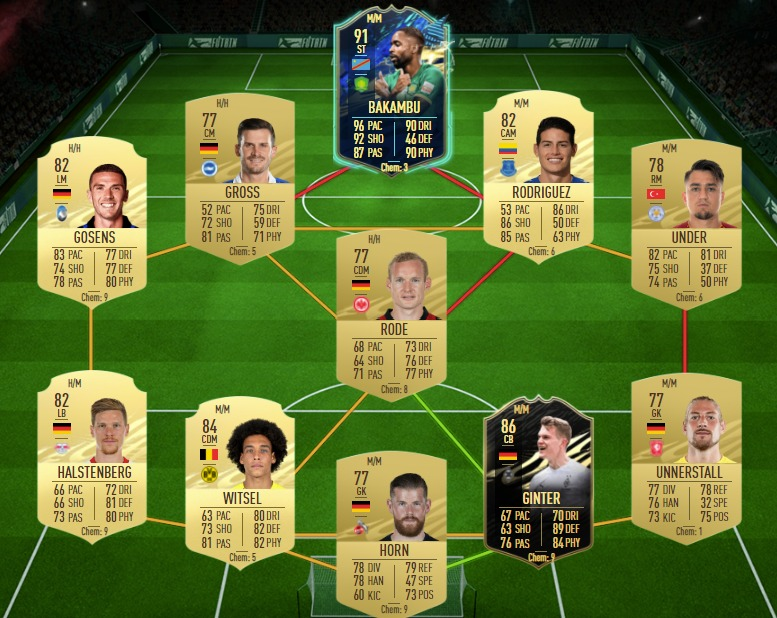 M/M
91
ST
BAKAMBU
96 PAC 90 DRI
92 SHO 46 DEF
87 PAS 90 PHY
Chem: 3
H/H
77
CM
GROSS
52 PAC 75 DRI
72 SHO 59 DEF
81 PAS 71 PHY
Chem: 5
M/M
82
CAM
RODRIGUEZ
53 PAC 86 DRI
86 SHO 50 DEF
85 PAS 63 PHY
Chem: 6
H/H
82
LM
GOSENS
83 PAC 77 DRI
74 SHO 77 DEF
78 PAS 80 PHY
Chem: 9
M/M
78
RM
UNDER
82 PAC 81 DRI
75 SHO 37 DEF
74 PAS 50 PHY
Chem: 6
H/H
77
CDM
RODE
68 PAC 73 DRI
64 SHO 76 DEF
71 PAS 77 PHY
Chem: 8
H/M
82
LB
HALSTENBERG
66 PAC 72 DRI
66 SHO 81 DEF
73 PAS 80 PHY
Chem: 9
M/M
84
CDM
WITSEL
63 PAC 80 DRI
73 SHO 82 DEF
81 PAS 82 PHY
Chem: 5
M/M
77
GK
HORN
78 DIV 79 REF
78 HAN 47 SPE
60 KIC 73 POS
Chem: 9
M/M
86
CB
GINTER
67 PAC 70 DRI
63 SHO 89 DEF
76 PAS 84 PHY
Chem: 9
M/M
77
GK
UNNERSTALL
77 DIV 78 REF
76 HAN 32 SPE
73 KIC 75 POS
Chem: 1